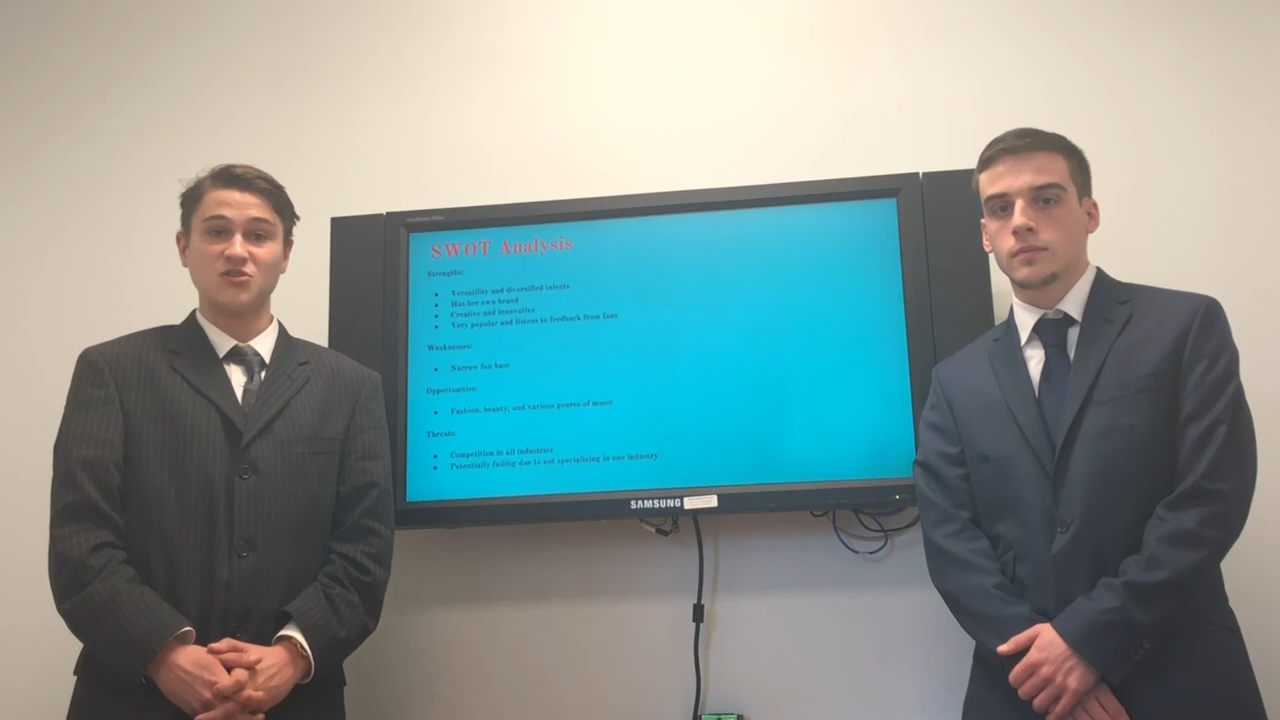 SWOT Analysis
Strengths:
Versatility and diversified talents
Has her own brand
Creative and innovative
Very popular and listens to feedback from fans
Weaknesses:
Narrow fan base
Opportunities:
Fashion, beauty, and various genres of music
Threats:
Competition in all industries
Potentially failing due to not specializing in one industry
SAMSUNG